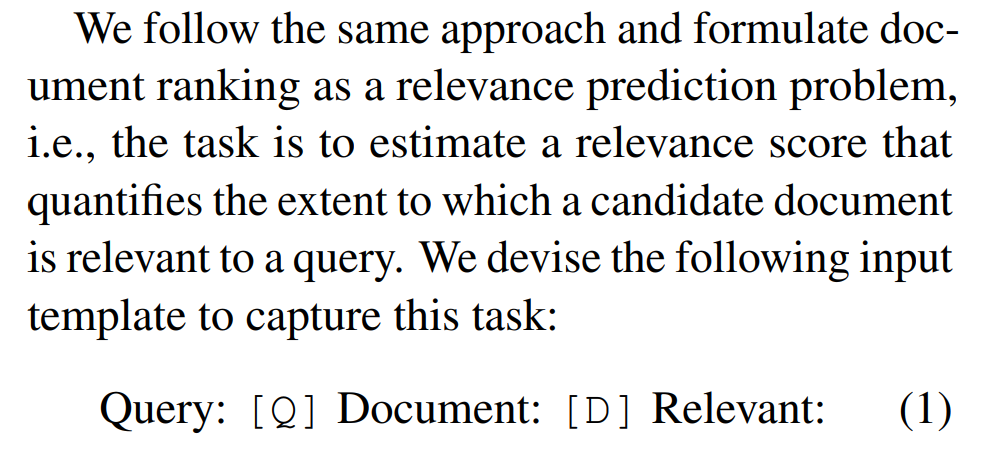 We follow the same approach and formulate doc-
ument ranking as a relevance prediction problem,
i.e., the task is to estimate a relevance score that
quantifies the extent to which a candidate document
is relevant to a query. We devise the following input
template to capture this task:
Query: [Q] Document: [D] Relevant: (1)